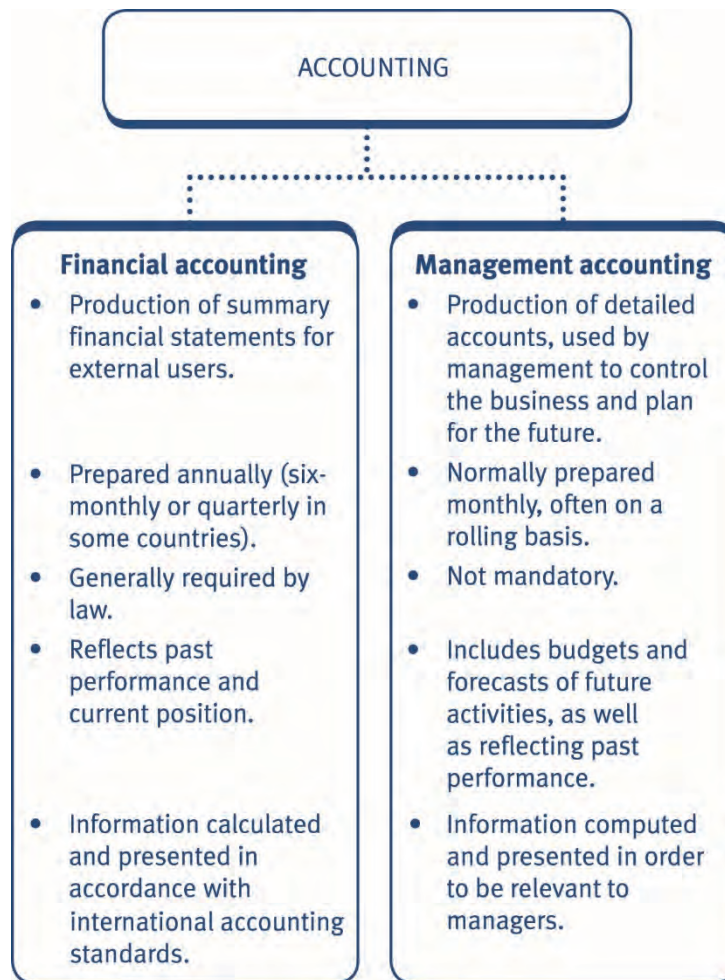 ACCOUNTING
Financial accounting
• Production of summary
financial statements for
external users.
• Prepared annually (six-
monthly or quarterly in
some countries).
• Generally required by
law.
• Reflects past
performance and
current position.
• Information calculated
and presented in
accordance with
international accounting
standards.
Management accounting
• Production of detailed
accounts, used by
management to control
the business and plan
for the future.
• Normally prepared
monthly, often on a
rolling basis.
• Not mandatory.
• Includes budgets and
forecasts of future
activities, as well
as reflecting past
performance.
• Information computed
and presented in order
to be relevant to
managers.